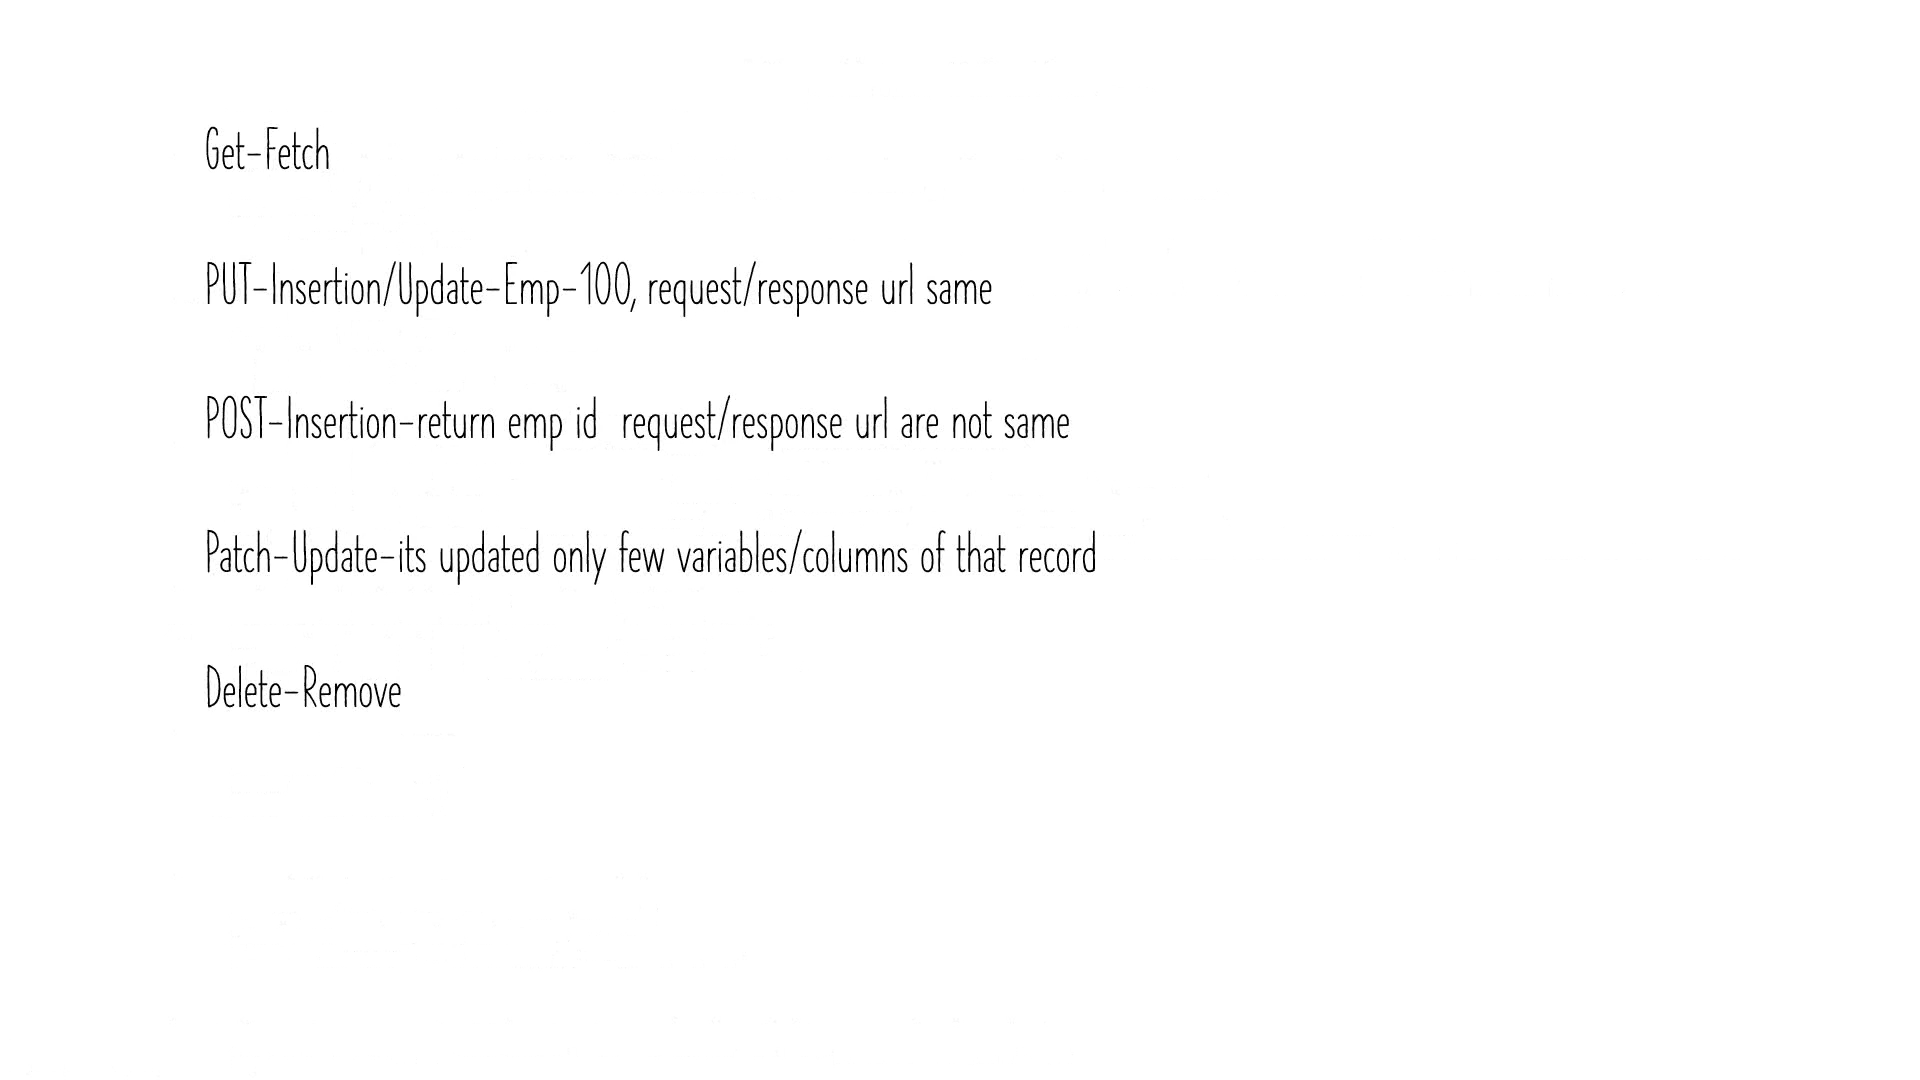 Get-Fetch
PUT-Insertion/Update-Emp-100, request/response url same
POST-Insertion-return emp id  request/response url are not same
Patch-Update-its updated only few variables/columns of that record
Delete-Remove